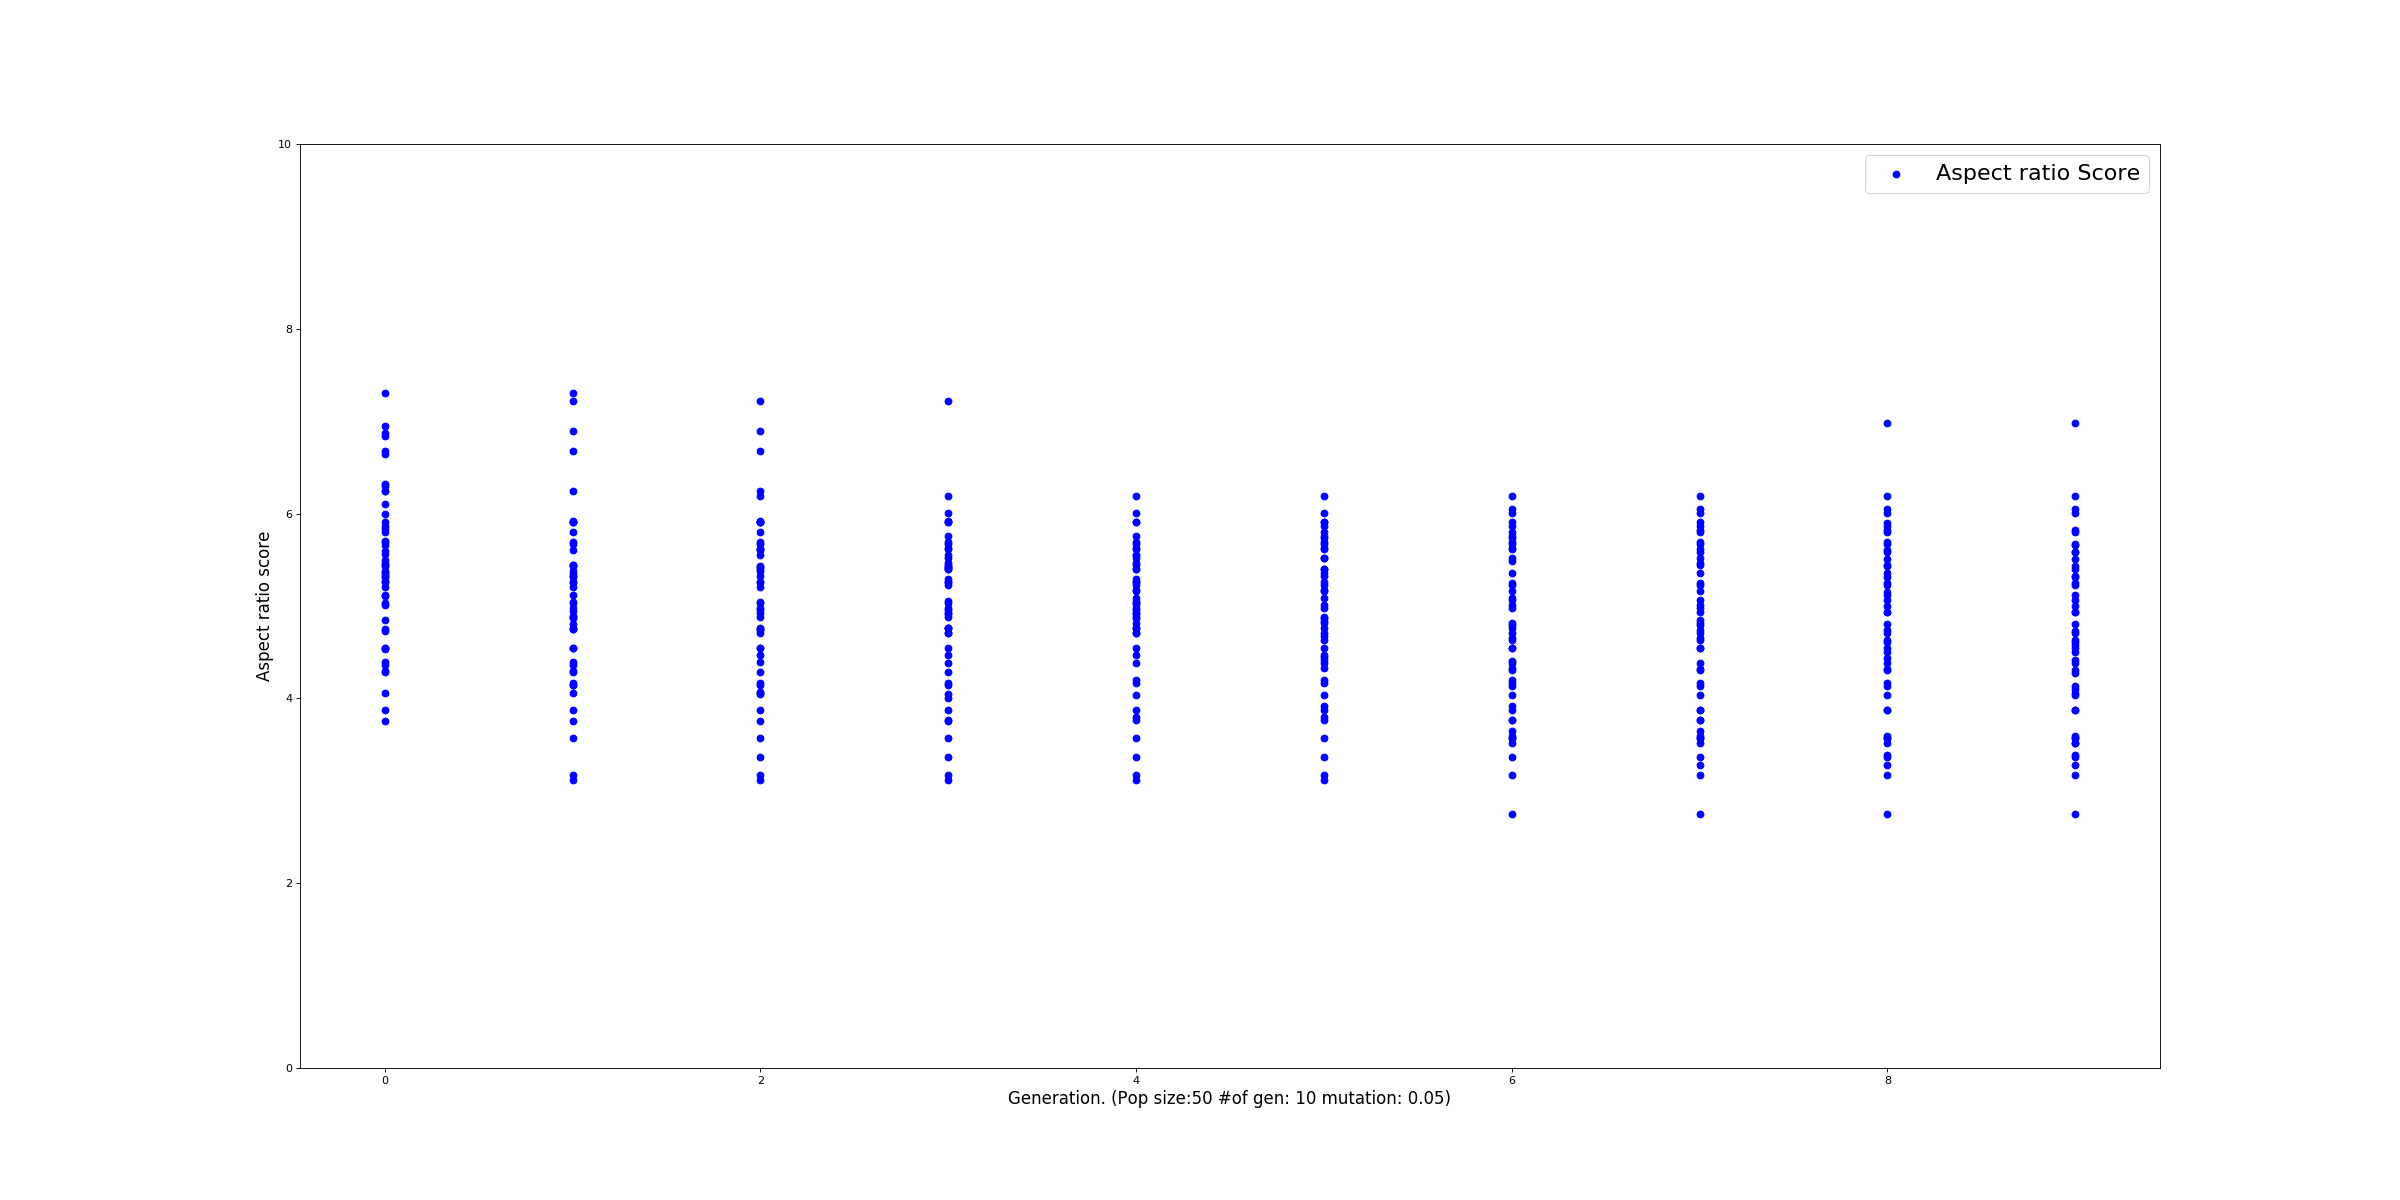 10
8
6
4
2
0
Aspect ratio score
Aspect ratio Score
0 2 4 6 8
Generation. (Pop size:50 #of gen: 10 mutation: 0.05)